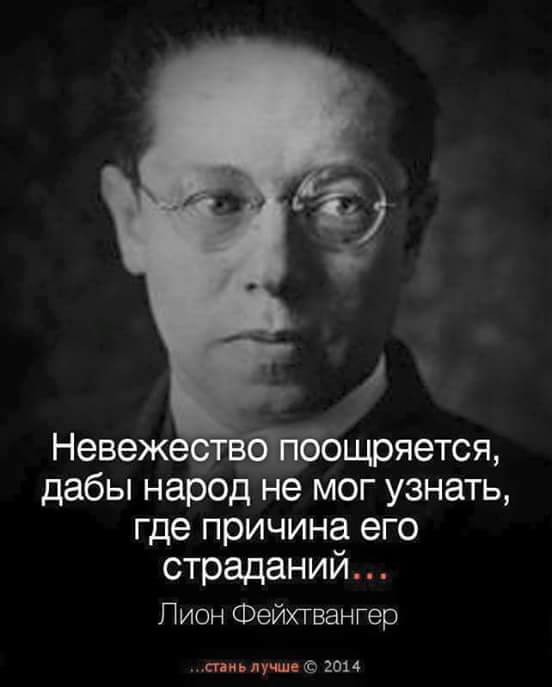 Невежество поощряется,
дабы народ не мог узнать,
где причина его
страданий...
Лион Фейхтвангер
...стань лучше © 2014